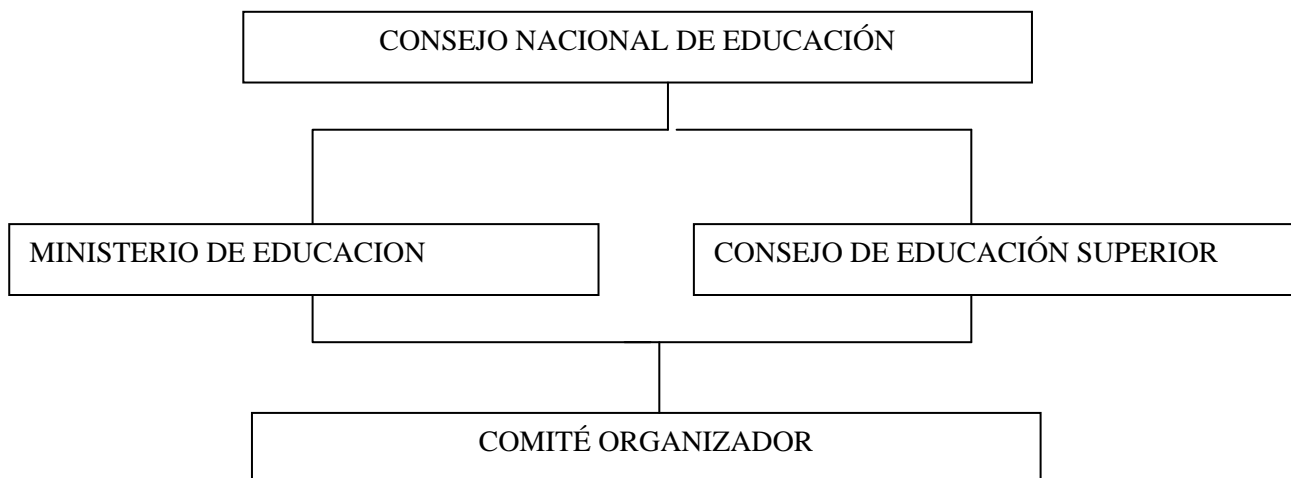 CONSEJO NACIONAL DE EDUCACIÓN
MINISTERIO DE EDUCACION
CONSEJO DE EDUCACIÓN SUPERIOR
COMITÉ ORGANIZADOR